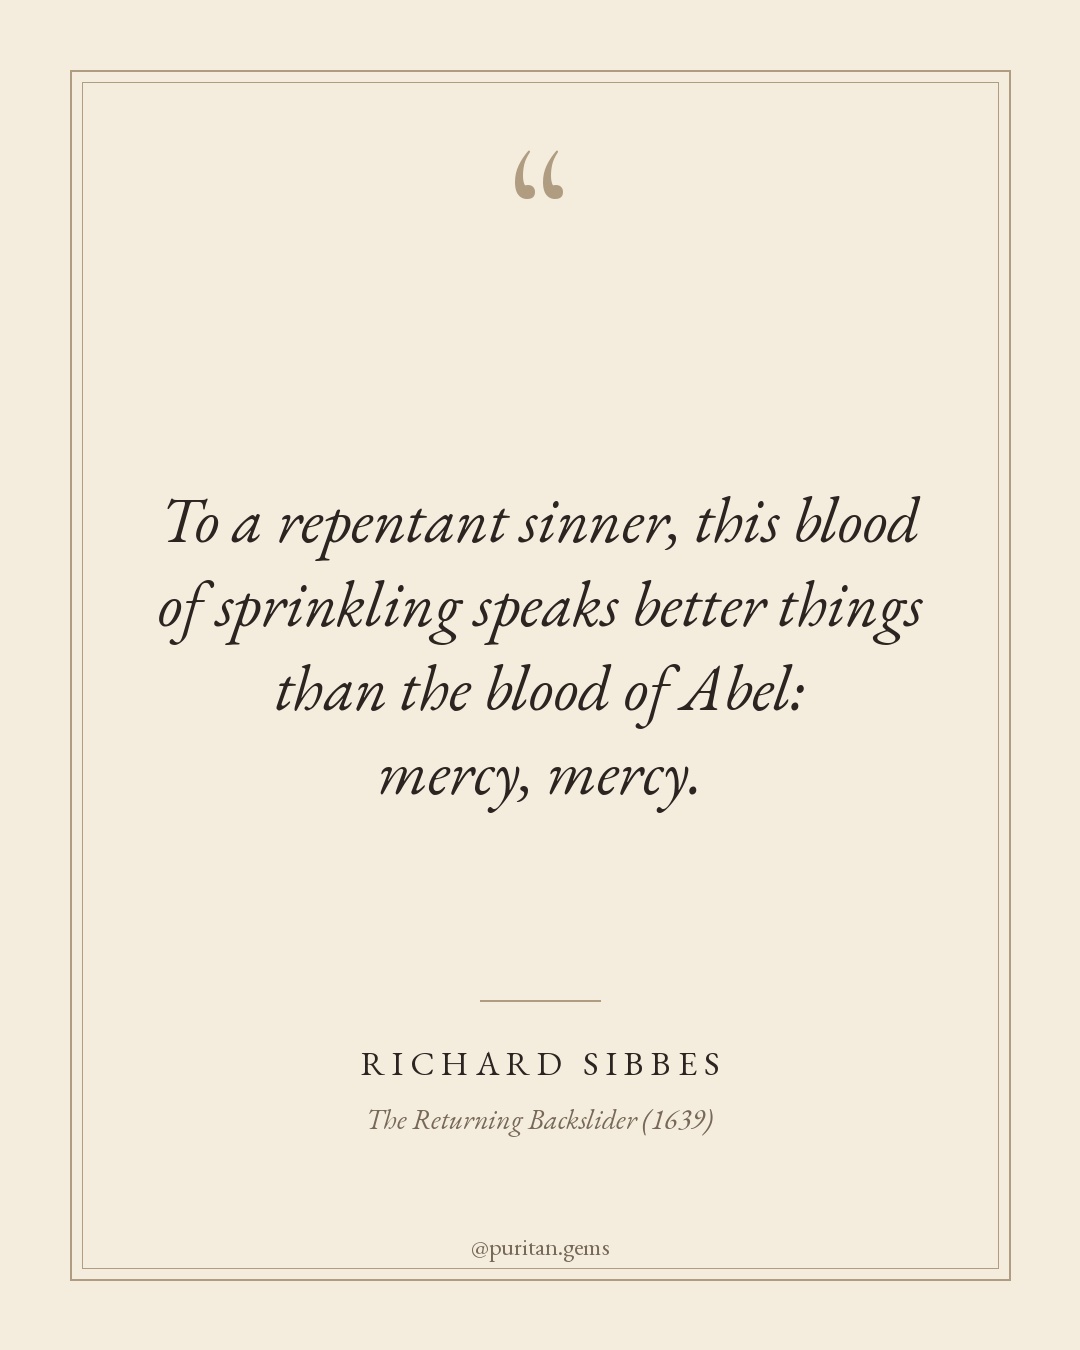 “
To a repentant sinner, this blood
of sprinkling speaks better things
than the blood of Abel:
mercy, mercy.
RICHARD SIBBES
The Returning Backslider (1639)
@puritan.gems